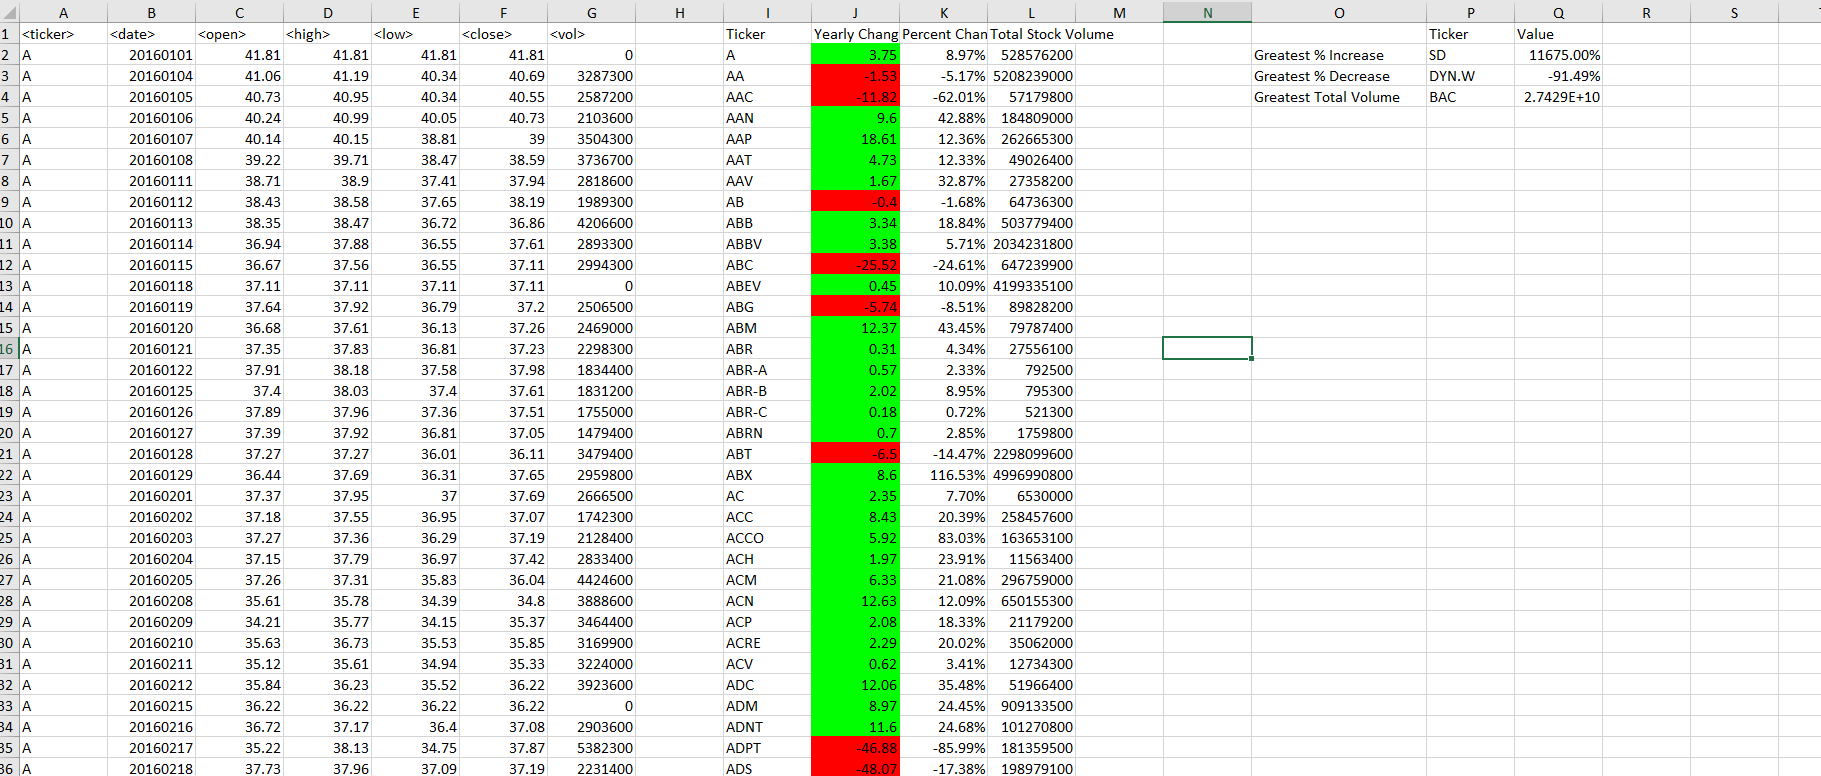 A B C D E F G H I J K L M N O P Q R S
1 <ticker> <date> <open> <high> <low> <close> <vol> Ticker Yearly Chang Percent Chan Total Stock Volume Ticker Value
2 A 20160101 41.81 41.81 41.81 41.81 0 A 3.75 8.97% 528576200 Greatest % Increase SD 11675.00%
3 A 20160104 41.06 41.19 40.34 40.69 3287300 AA -1.53 -5.17% 5208239000 Greatest % Decrease DYN.W -91.49%
4 A 20160105 40.73 40.95 40.34 40.55 2587200 AAC -11.82 -62.01% 57179800 Greatest Total Volume BAC 2.7429E+10
5 A 20160106 40.24 40.99 40.05 40.73 2103600 AAN 9.6 42.88% 184809000
6 A 20160107 40.14 40.15 38.81 39 3504300 AAP 18.61 12.36% 262665300
7 A 20160108 39.22 39.71 38.47 38.59 3736700 AAT 4.73 12.33% 49026400
8 A 20160111 38.71 38.9 37.41 37.94 2818600 AAV 1.67 32.87% 27358200
9 A 20160112 38.43 38.58 37.65 38.19 1989300 AB -0.4 -1.68% 64736300
10 A 20160113 38.35 38.47 36.72 36.86 4206600 ABB 3.34 18.84% 503779400
11 A 20160114 36.94 37.88 36.55 37.61 2893300 ABBV 3.38 5.71% 2034231800
12 A 20160115 36.67 37.56 36.55 37.11 2994300 ABC -25.52 -24.61% 647239900
13 A 20160118 37.11 37.11 37.11 37.11 0 ABEV 0.45 10.09% 4199335100
14 A 20160119 37.64 37.92 36.79 37.2 2506500 ABG -5.74 -8.51% 89828200
15 A 20160120 36.68 37.61 36.13 37.26 2469000 ABM 12.37 43.45% 79787400
16 A 20160121 37.35 37.83 36.81 37.23 2298300 ABR 0.31 4.34% 27556100
17 A 20160122 37.91 38.18 37.58 37.98 1834400 ABR-A 0.57 2.33% 792500
18 A 20160125 37.4 38.03 37.4 37.61 1831200 ABR-B 2.02 8.95% 795300
19 A 20160126 37.89 37.96 37.36 37.51 1755000 ABR-C 0.18 0.72% 521300
20 A 20160127 37.39 37.92 36.81 37.05 1479400 ABRN 0.7 2.85% 1759800
21 A 20160128 37.27 37.27 36.01 36.11 3479400 ABT -6.5 -14.47% 2298099600
22 A 20160129 36.44 37.69 36.31 37.65 2959800 ABX 8.6 116.53% 4996990800
23 A 20160201 37.37 37.95 37 37.69 2666500 AC 2.35 7.70% 6530000
24 A 20160202 37.18 37.55 36.95 37.07 1742300 ACC 8.43 20.39% 258457600
25 A 20160203 37.27 37.36 36.29 37.19 2128400 ACCO 5.92 83.03% 163653100
26 A 20160204 37.15 37.79 36.97 37.42 2833400 ACH 1.97 23.91% 11563400
27 A 20160205 37.26 37.31 35.83 36.04 4424600 ACM 6.33 21.08% 296759000
28 A 20160208 35.61 35.78 34.39 34.8 3888600 ACN 12.63 12.09% 650155300
29 A 20160209 34.21 35.77 34.15 35.37 3464400 ACP 2.08 18.33% 21179200
30 A 20160210 35.63 36.73 35.53 35.85 3169900 ACRE 2.29 20.02% 35062000
31 A 20160211 35.12 35.61 34.94 35.33 3224000 ACV 0.62 3.41% 12734300
32 A 20160212 35.84 36.23 35.52 36.22 3923600 ADC 12.06 35.48% 51966400
33 A 20160215 36.22 36.22 36.22 36.22 0 ADM 8.97 24.45% 909133500
34 A 20160216 36.72 37.17 36.4 37.08 2903600 ADNT 11.6 24.68% 101270800
35 A 20160217 35.22 38.13 34.75 37.87 5382300 ADPT -46.88 -85.99% 181359500
36 A 20160218 37.73 37.96 37.09 37.19 2231400 ADS -48.07 -17.38% 198979100